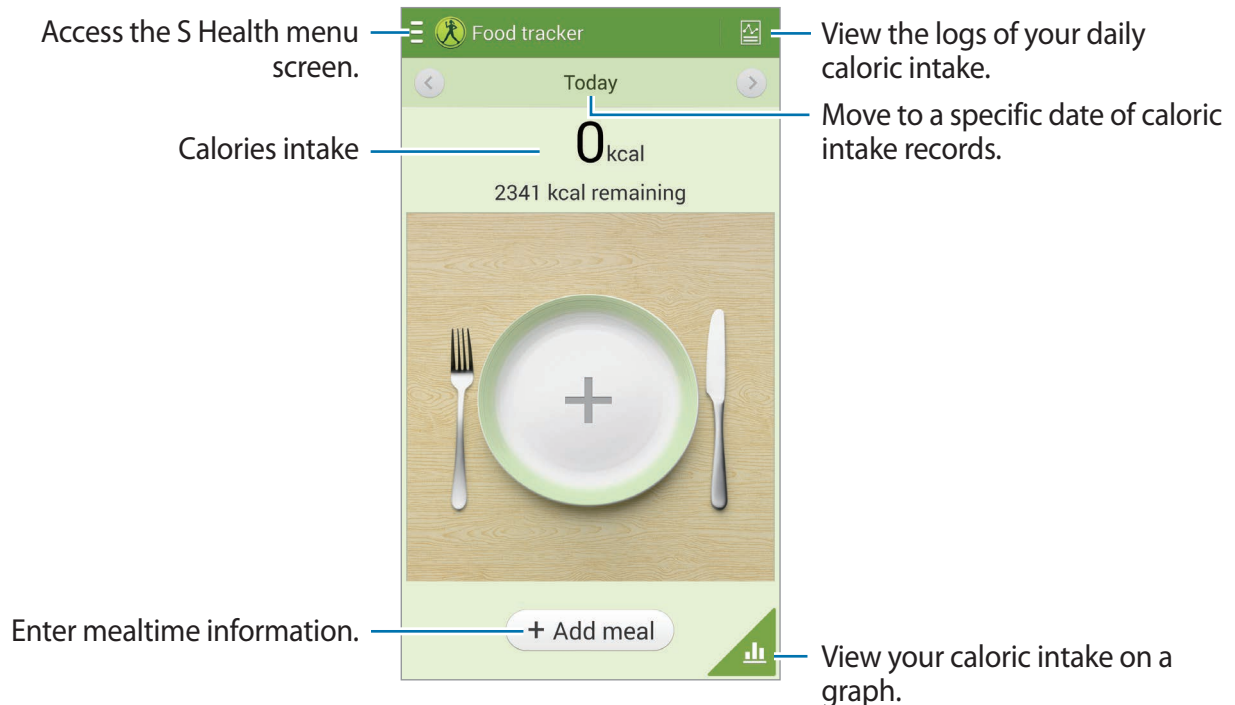 Access the S Health menu
screen.
Food tracker
View the logs of your daily
caloric intake.
Today
Move to a specific date of caloric
intake records.
Calories intake
0 kcal
2341 kcal remaining
Enter mealtime information.
+ Add meal
View your caloric intake on a
graph.